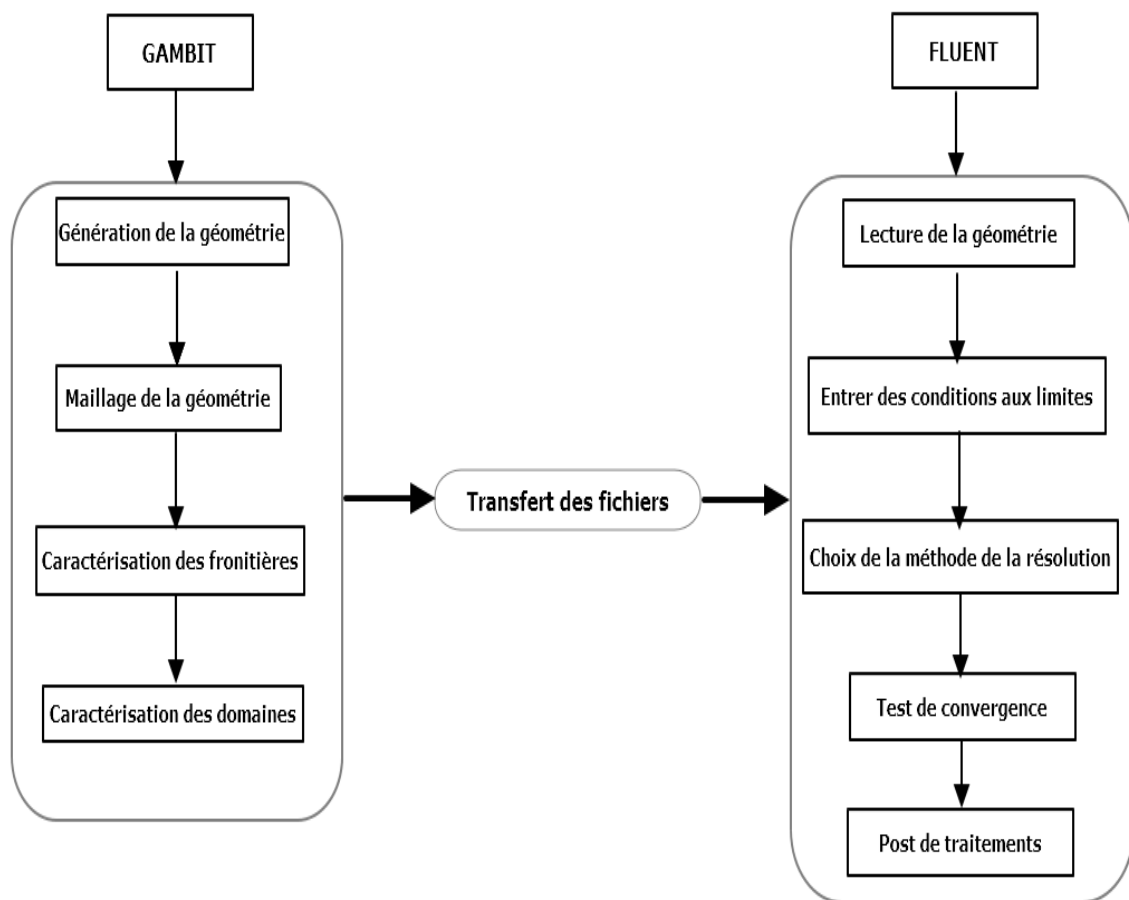 GAMBIT
Génération de la géométrie
Maillage de la géométrie
Caractérisation des fronitières
Caractérisation des domaines
Transfert des fichiers
FLUENT
Lecture de la géométrie
Entrer des conditions aux limites
Choix de la méthode de la résolution
Test de convergence
Post de traitements